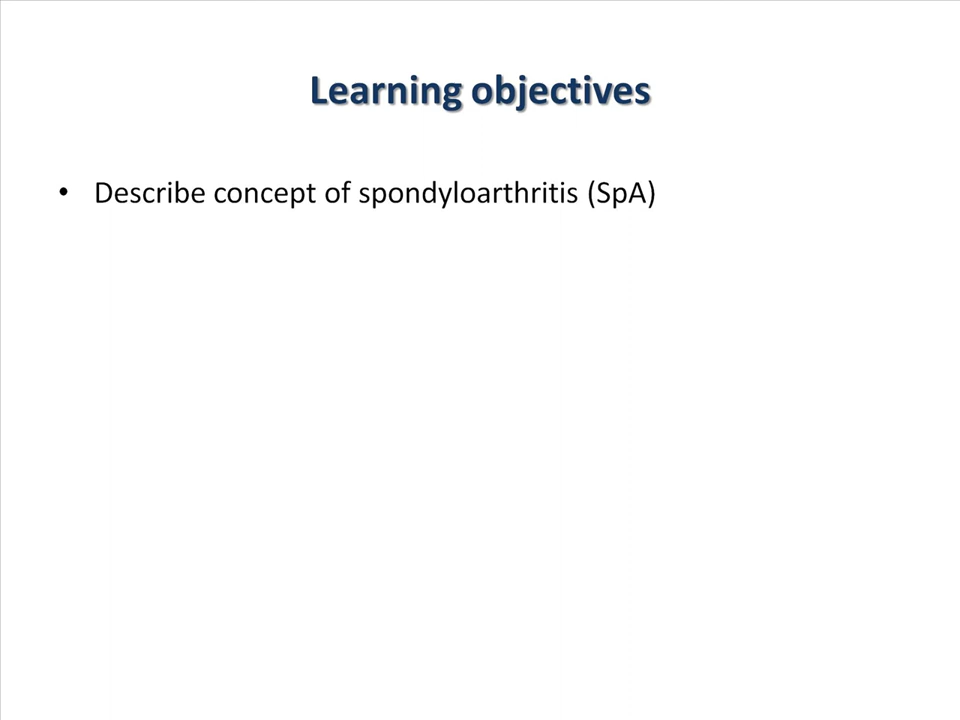 Learning objectives
• Describe concept of spondyloarthritis (SpA)